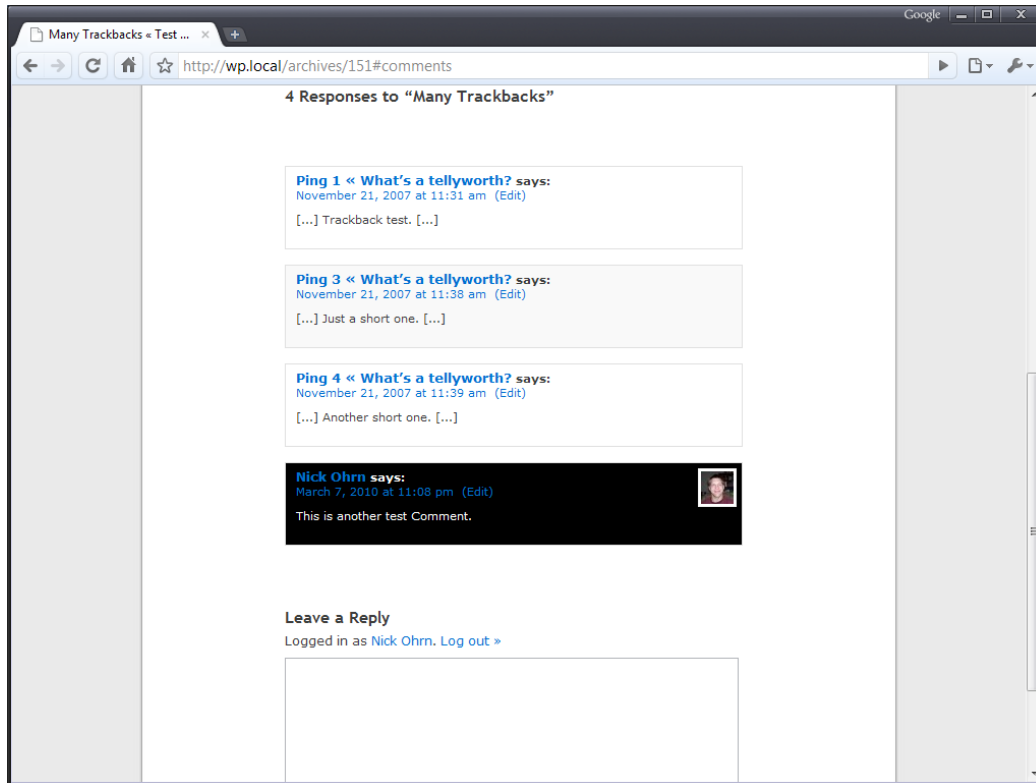 Google
Many Trackbacks « Test ...
http://wp.local/archives/151#comments
4 Responses to “Many Trackbacks”
Ping 1 « What’s a tellyworth? says:
November 21, 2007 at 11:31 am (Edit)
[...] Trackback test. [...]
Ping 3 « What’s a tellyworth? says:
November 21, 2007 at 11:38 am (Edit)
[...] Just a short one. [...]
Ping 4 « What’s a tellyworth? says:
November 21, 2007 at 11:39 am (Edit)
[...] Another short one. [...]
Nick Ohrn says:
March 7, 2010 at 11:08 pm (Edit)
This is another test Comment.
Leave a Reply
Logged in as Nick Ohrn. Log out »